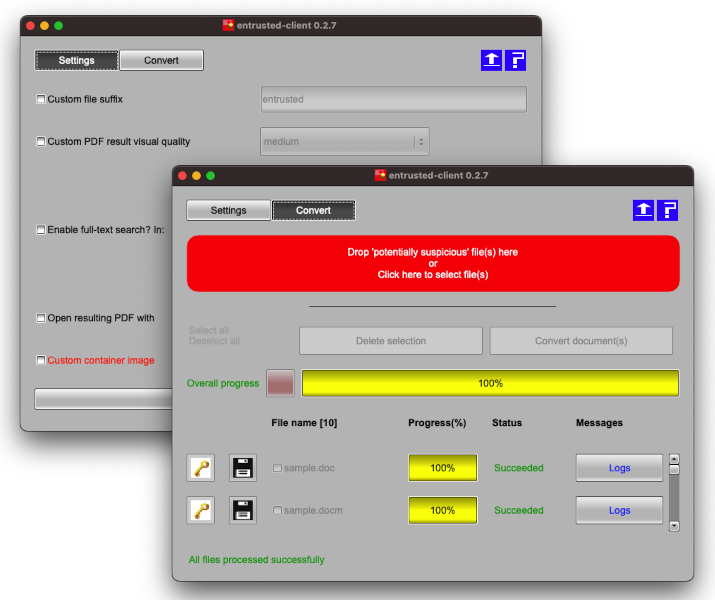 entrusted-client 0.2.7
Settings
Convert
Custom file suffix
entrusted
Custom PDF result visual quality
medium
Enable full-text search? In:
Open resulting PDF with
Custom container image
entrusted-client 0.2.7
Settings
Convert
Drop 'potentially suspicious' file(s) here
or
Click here to select file(s)
Select all
Deselect all
Delete selection
Convert document(s)
Overall progress
100%
File name [10]
Progress(%)
Status
Messages
sample.doc
100%
Succeeded
Logs
sample.docm
100%
Succeeded
Logs
All files processed successfully